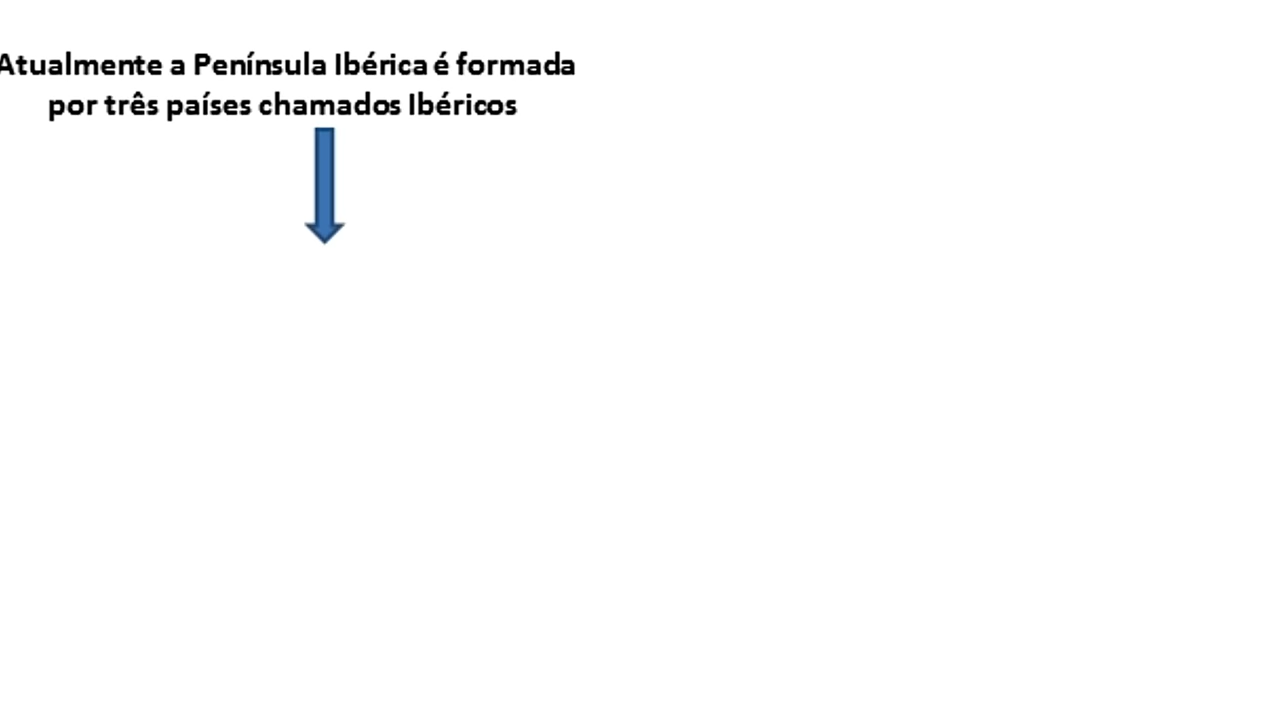 Atualmente a Península Ibérica é formada
por três países chamados Ibéricos